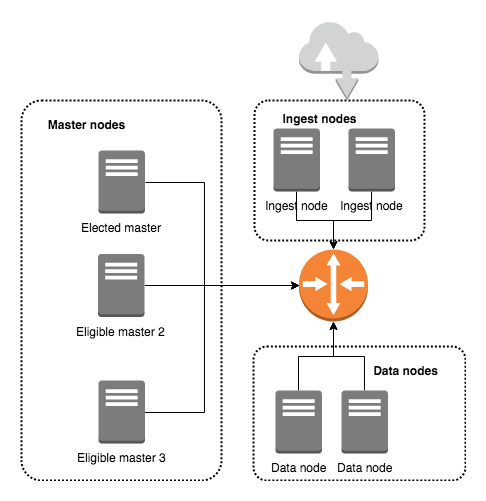 Master nodes
Elected master
Eligible master 2
Eligible master 3
Ingest nodes
Ingest node
Ingest node
Data nodes
Data node
Data node